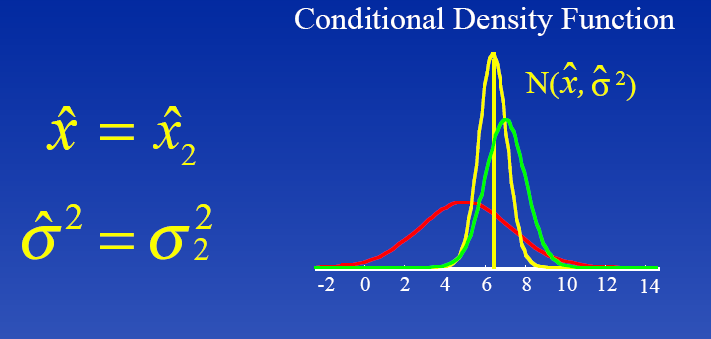 Conditional Density Function
N(x̂, σ̂²)
x̂ = x̂₂
σ̂² = σ₂²
-2 0 2 4 6 8 10 12 14